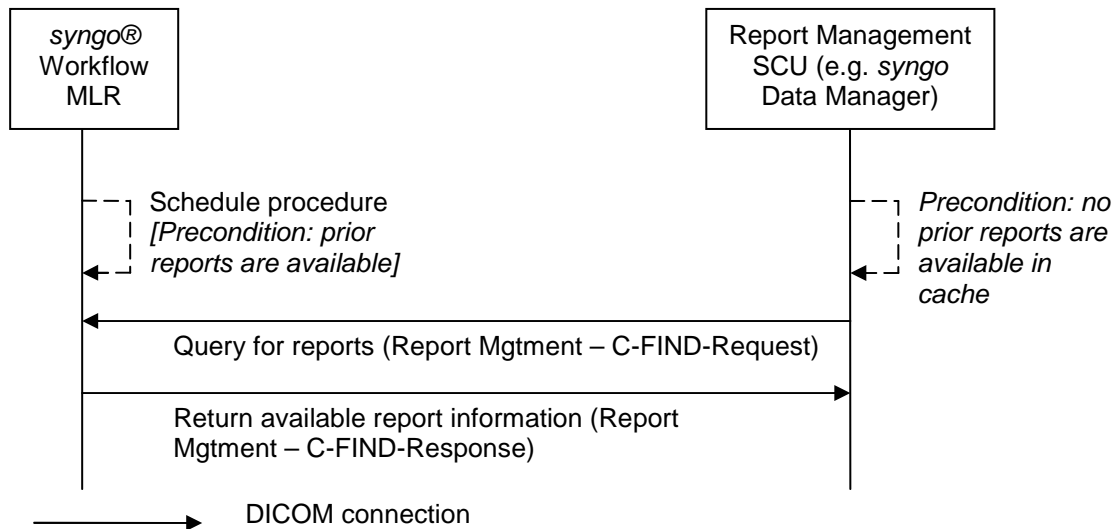 syngo®
Workflow
MLR
Report Management
SCU (e.g. syngo
Data Manager)
Schedule procedure
[Precondition: prior
reports are available]
Precondition: no
prior reports are
available in
cache
Query for reports (Report Mgtment – C-FIND-Request)
Return available report information (Report
Mgtment – C-FIND-Response)
DICOM connection